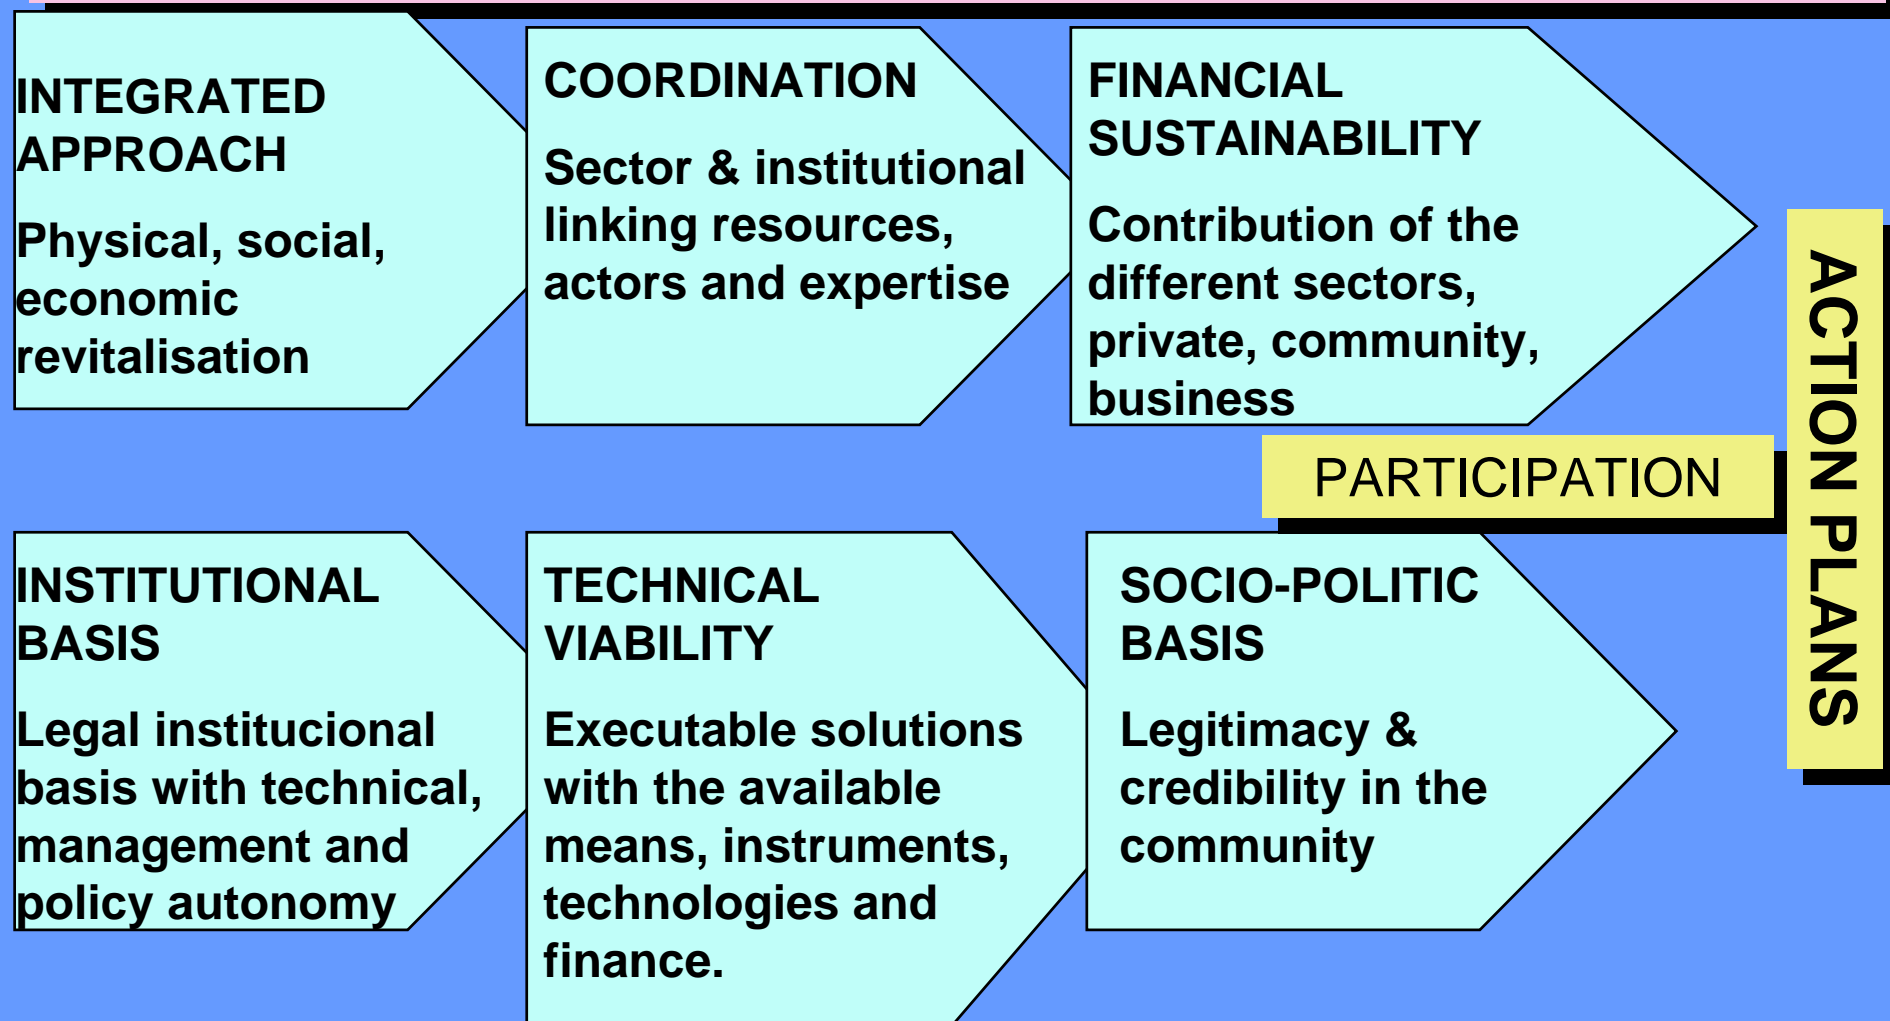 INTEGRATED
APPROACH
Physical, social,
economic
revitalisation
COORDINATION
Sector & institutional
linking resources,
actors and expertise
FINANCIAL
SUSTAINABILITY
Contribution of the
different sectors,
private, community,
business
PARTICIPATION
ACTION PLANS
INSTITUTIONAL
BASIS
Legal institucional
basis with technical,
management and
policy autonomy
TECHNICAL
VIABILITY
Executable solutions
with the available
means, instruments,
technologies and
finance.
SOCIO-POLITIC
BASIS
Legitimacy &
credibility in the
community